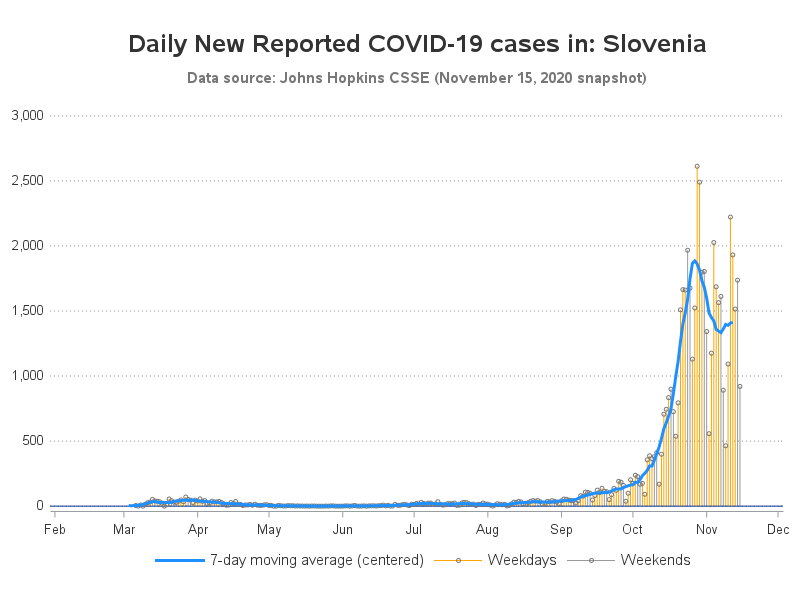 Daily New Reported COVID-19 cases in: Slovenia
Data source: Johns Hopkins CSSE (November 15, 2020 snapshot)
3,000
2,500
2,000
1,500
1,000
500
0
Feb Mar Apr May Jun Jul Aug Sep Oct Nov Dec
7-day moving average (centered) Weekdays Weekends